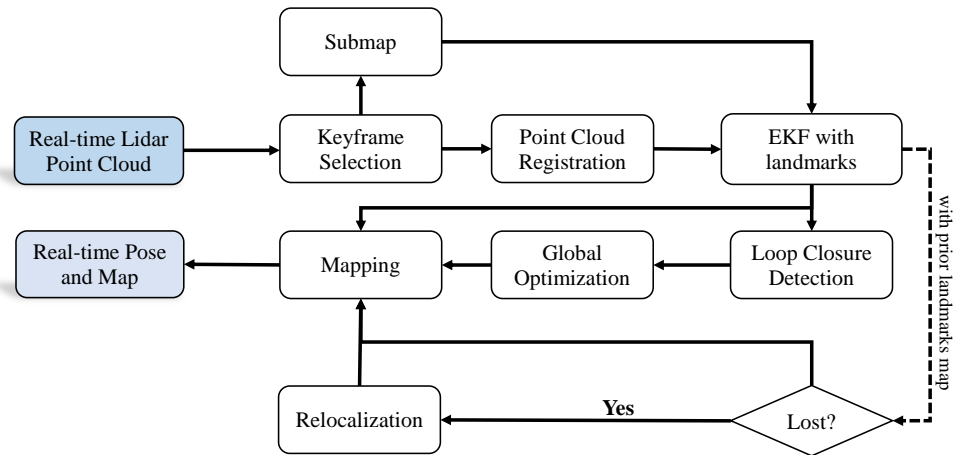 Submap
Real-time Lidar
Point Cloud
Keyframe
Selection
Point Cloud
Registration
EKF with
landmarks
with prior landmarks map
Real-time Pose
and Map
Mapping
Global
Optimization
Loop Closure
Detection
Relocalization
Yes
Lost?